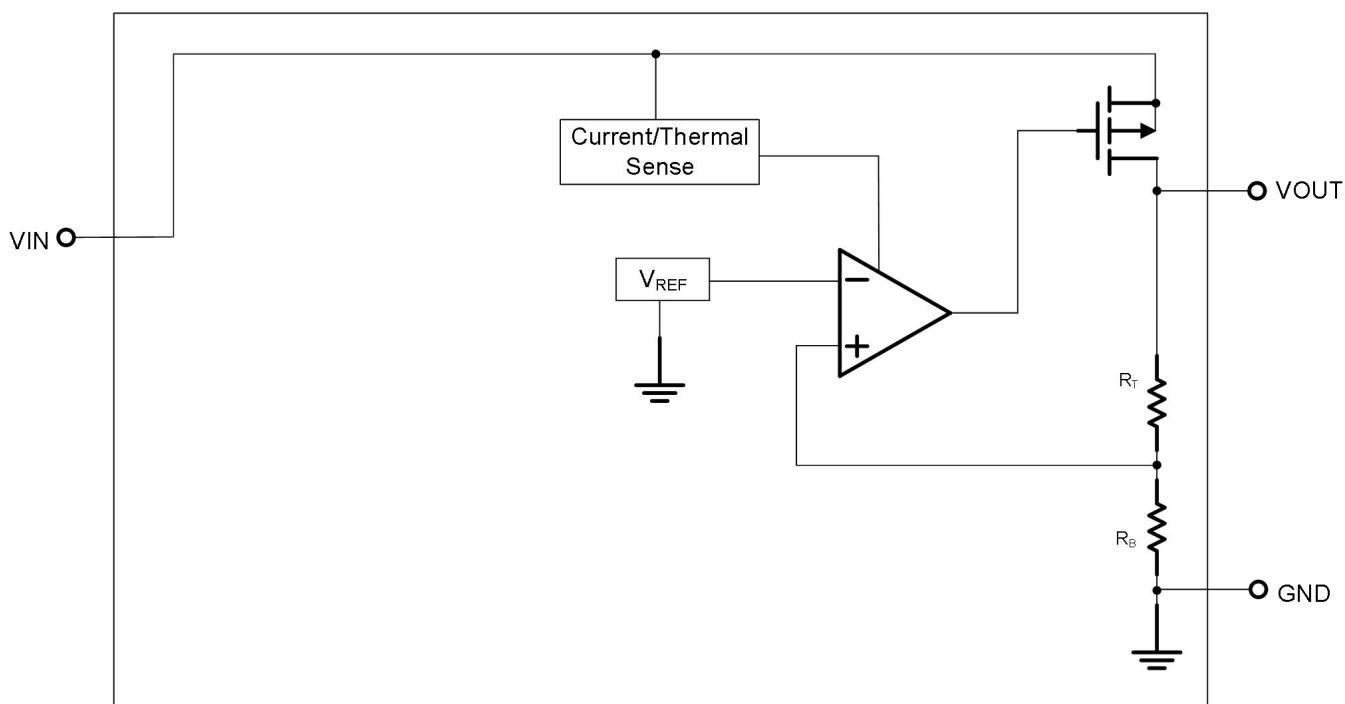 Current/Thermal
Sense
VOUT
VIN
VREF
−
+
RT
RB
GND